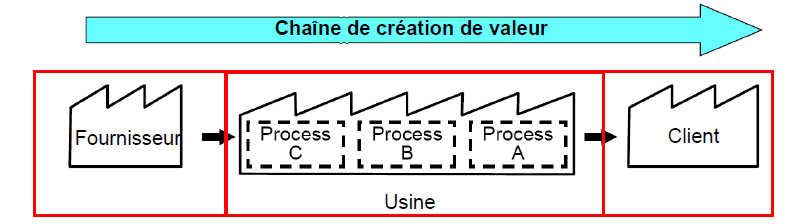 Chaîne de création de valeur
Fournisseur
Process
C
Process
B
Process
A
Client
Usine